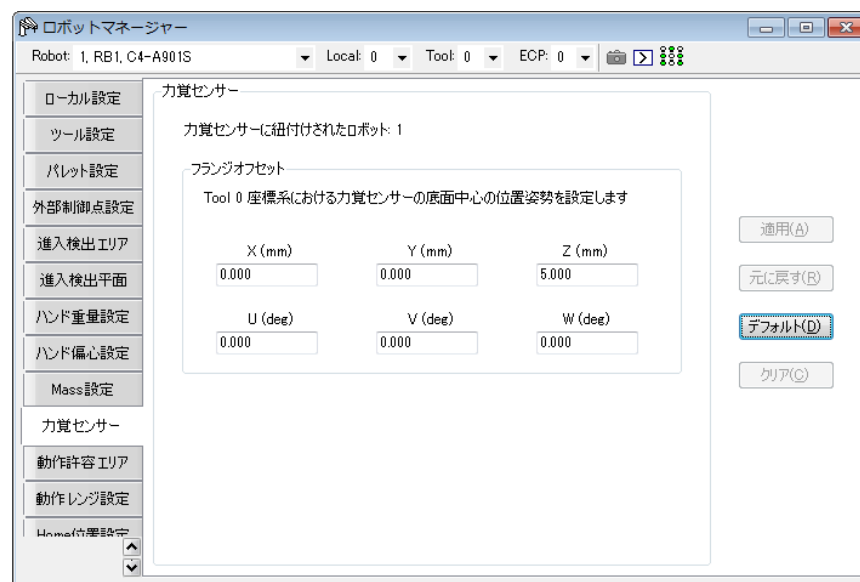 ロボットマネージャー
Robot: 1, RB1, C4-A901S Local: 0 Tool: 0 ECP: 0
ローカル設定
ツール設定
パレット設定
外部制御点設定
進入検出エリア
進入検出平面
ハンド重量設定
ハンド偏心設定
Mass設定
力覚センサー
動作許容エリア
動作レンジ設定
Home位置設定
力覚センサー
力覚センサーに紐付けされたロボット: 1
フランジオフセット
Tool 0 座標系における力覚センサーの底面中心の位置姿勢を設定します
X (mm) Y (mm) Z (mm)
0.000 0.000 5.000
U (deg) V (deg) W (deg)
0.000 0.000 0.000
適用(A)
元に戻す(R)
デフォルト(D)
クリア(C)